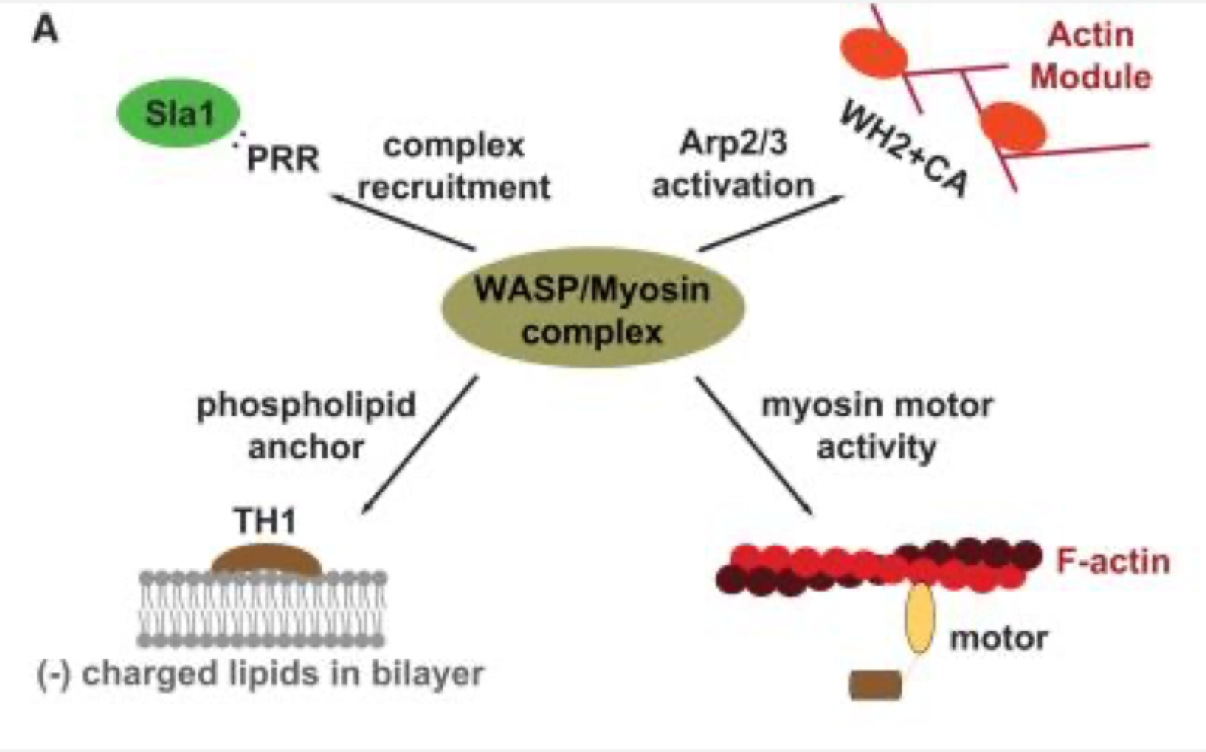 A
Sla1
PRR
complex
recruitment
Arp2/3
activation
WH2+CA
Actin
Module
WASP/Myosin
complex
phospholipid
anchor
myosin motor
activity
TH1
(-) charged lipids in bilayer
F-actin
motor